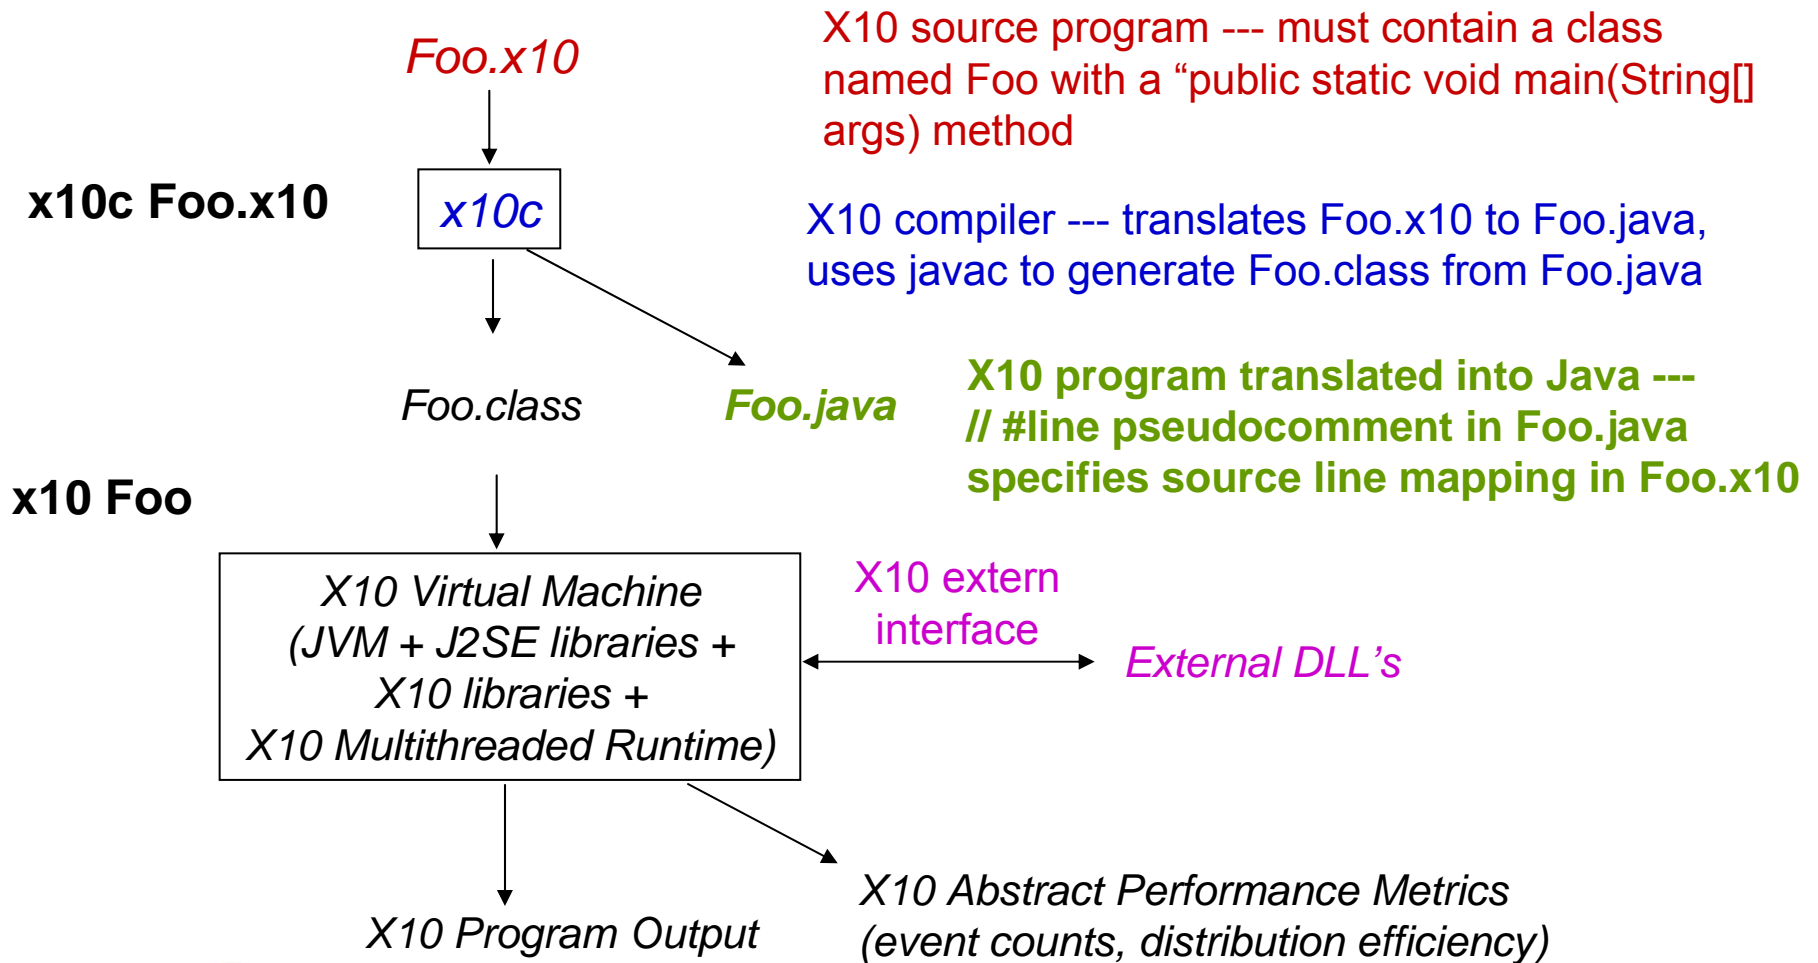 Foo.x10
X10 source program --- must contain a class
named Foo with a “public static void main(String[]
args) method
x10c Foo.x10
x10c
X10 compiler --- translates Foo.x10 to Foo.java,
uses javac to generate Foo.class from Foo.java
Foo.class
Foo.java
X10 program translated into Java ---
// #line pseudocomment in Foo.java
specifies source line mapping in Foo.x10
x10 Foo
X10 Virtual Machine
(JVM + J2SE libraries +
X10 libraries +
X10 Multithreaded Runtime)
X10 extern
interface
External DLL’s
X10 Program Output
X10 Abstract Performance Metrics
(event counts, distribution efficiency)